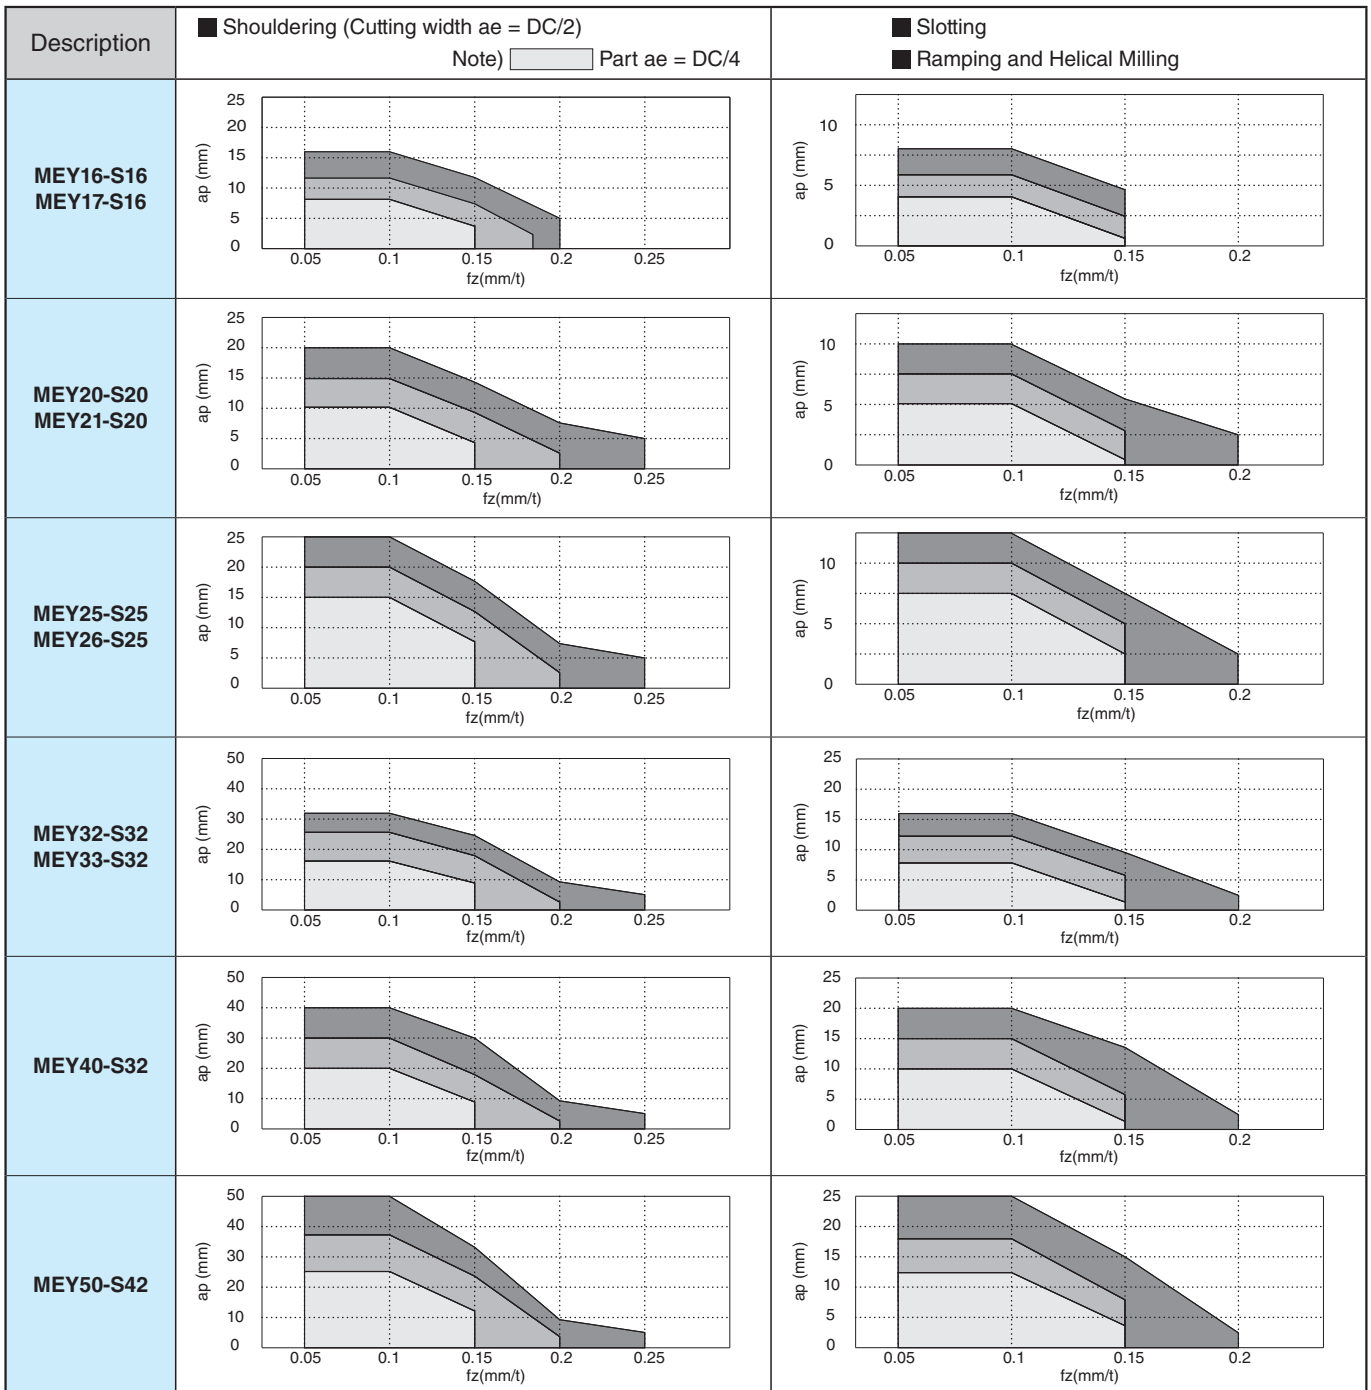 Description
■ Shouldering (Cutting width ae = DC/2)
Note) Part ae = DC/4
■ Slotting
■ Ramping and Helical Milling
MEY16-S16
MEY17-S16
ap (mm)
25
20
15
10
5
0
0.05 0.1 0.15 0.2 0.25
fz(mm/t)
ap (mm)
10
5
0
0.05 0.1 0.15 0.2
fz(mm/t)
MEY20-S20
MEY21-S20
ap (mm)
25
20
15
10
5
0
0.05 0.1 0.15 0.2 0.25
fz(mm/t)
ap (mm)
10
5
0
0.05 0.1 0.15 0.2
fz(mm/t)
MEY25-S25
MEY26-S25
ap (mm)
25
20
15
10
5
0
0.05 0.1 0.15 0.2 0.25
fz(mm/t)
ap (mm)
10
5
0
0.05 0.1 0.15 0.2
fz(mm/t)
MEY32-S32
MEY33-S32
ap (mm)
50
40
30
20
10
0
0.05 0.1 0.15 0.2 0.25
fz(mm/t)
ap (mm)
25
20
15
10
5
0
0.05 0.1 0.15 0.2
fz(mm/t)
MEY40-S32
ap (mm)
50
40
30
20
10
0
0.05 0.1 0.15 0.2 0.25
fz(mm/t)
ap (mm)
25
20
15
10
5
0
0.05 0.1 0.15 0.2
fz(mm/t)
MEY50-S42
ap (mm)
50
40
30
20
10
0
0.05 0.1 0.15 0.2 0.25
fz(mm/t)
ap (mm)
25
20
15
10
5
0
0.05 0.1 0.15 0.2
fz(mm/t)